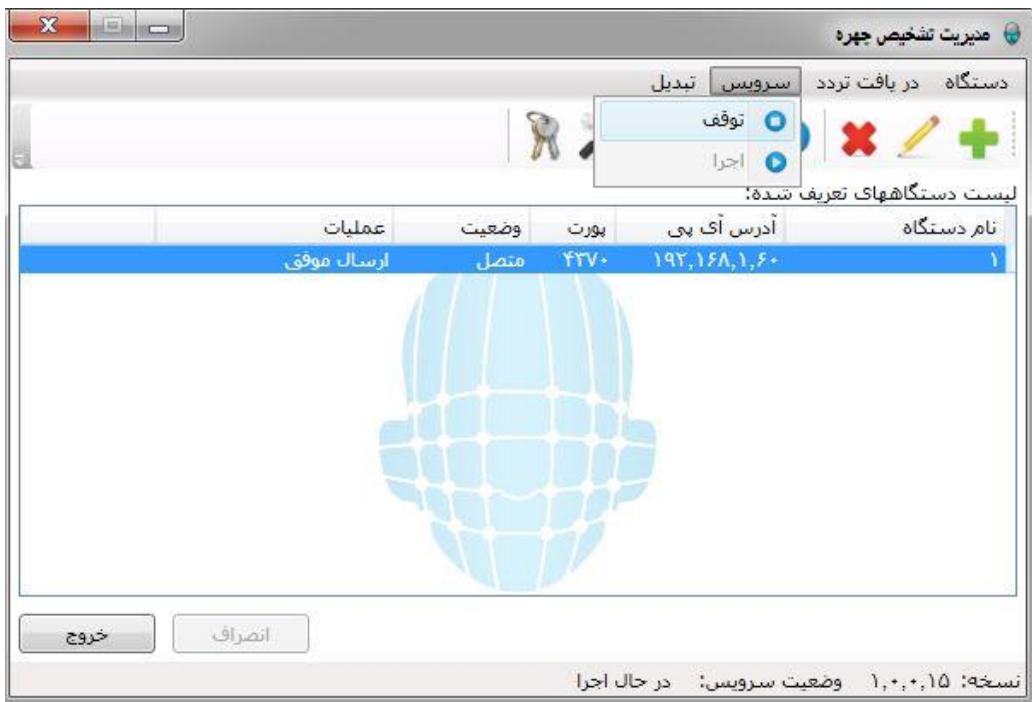 مدیریت تشخیص چهره
دستگاه در یافت تردد سرویس تبدیل
توقف
اجرا
لیست دستگاههای تعریف شده:
نام دستگاه آدرس آی پی پورت وضعیت عملیات
۱ ۱۹۲,۱۶۸,۱,۶۰ ۴۳۷۰ متصل ارسال موفق
انصراف خروج
نسخه: ۱,۰,۰,۱۵ وضعیت سرویس: در حال اجرا